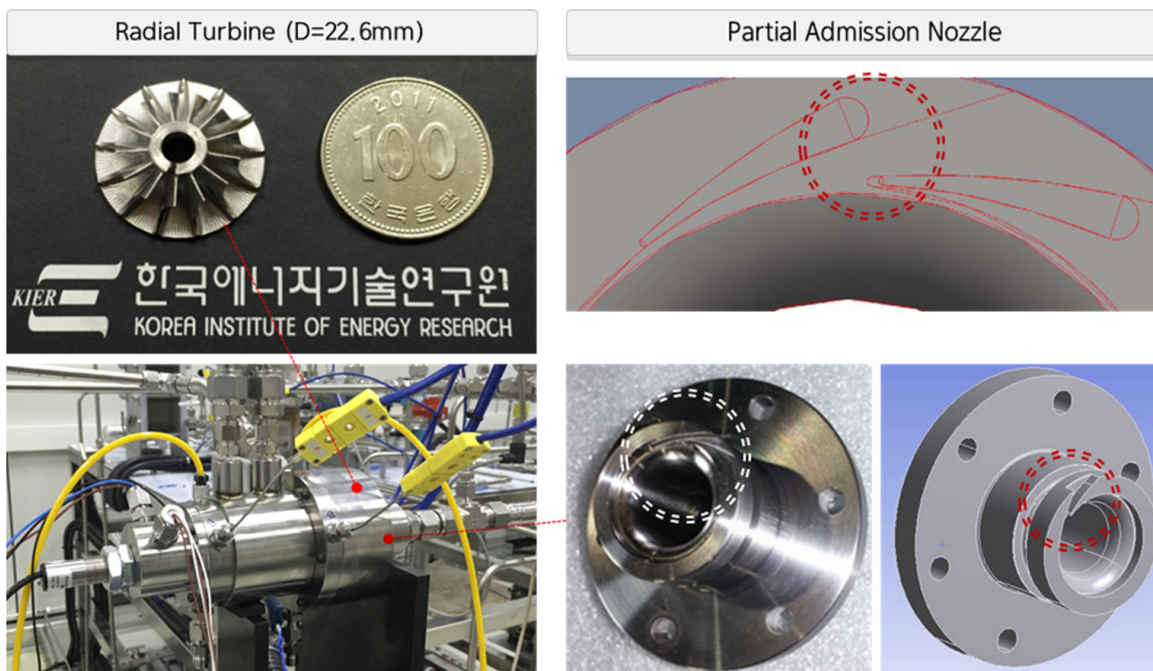 Radial Turbine (D=22.6mm)
Partial Admission Nozzle
2011
100
한국은행
KIER
한국에너지기술연구원
KOREA INSTITUTE OF ENERGY RESEARCH